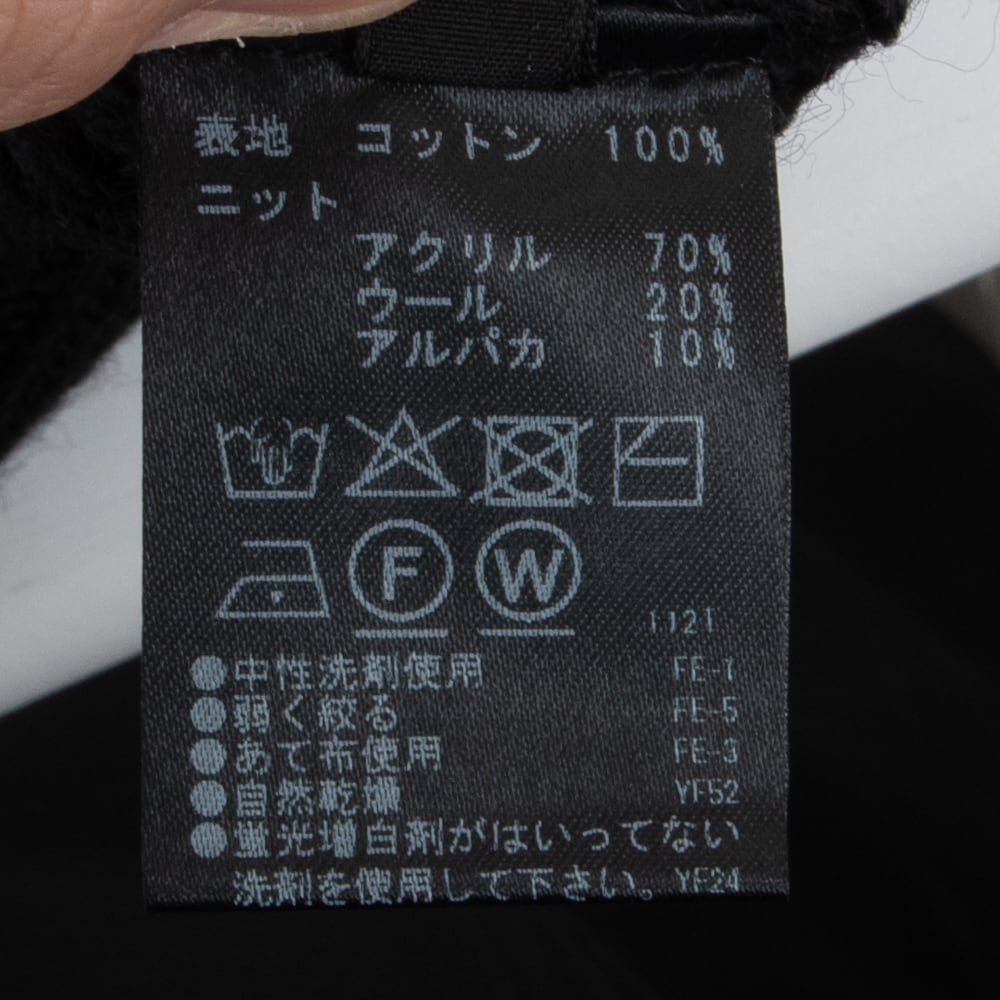 表地 コットン 100%
ニット
アクリル 70%
ウール 20%
アルパカ 10%
F W
1121
●中性洗剤使用 FE-1
●弱く絞る FE-5
●あて布使用 FE-3
●自然乾燥 YF52
●蛍光増白剤がはいってない
洗剤を使用して下さい。 YF24